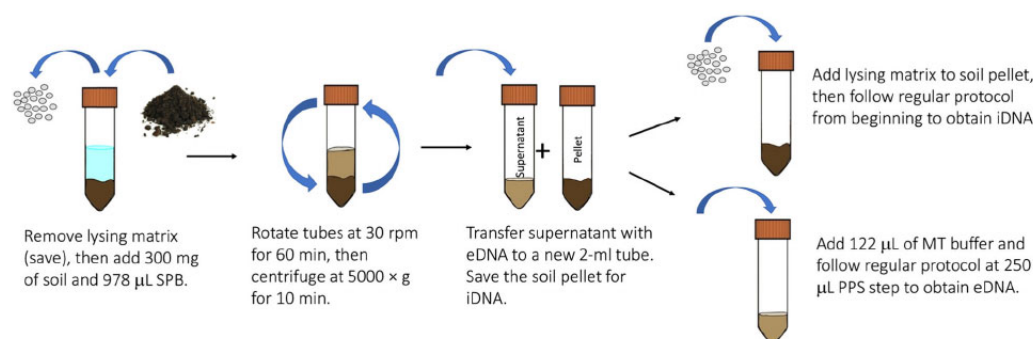 Remove lysing matrix
(save), then add 300 mg
of soil and 978 µL SPB.
Rotate tubes at 30 rpm
for 60 min, then
centrifuge at 5000 × g
for 10 min.
Supernatant
+
Pellet
Transfer supernatant with
eDNA to a new 2-ml tube.
Save the soil pellet for
iDNA.
Add lysing matrix to soil pellet,
then follow regular protocol
from beginning to obtain iDNA
Add 122 µL of MT buffer and
follow regular protocol at 250
µL PPS step to obtain eDNA.